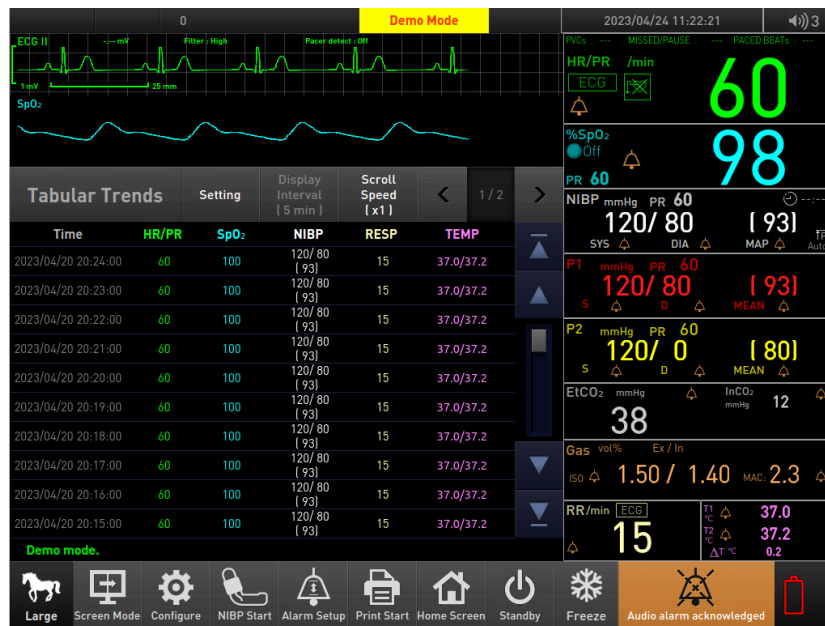 0
Demo Mode
2023/04/24 11:22:21
3
ECG II
-.-- mV
Filter : High
Pacer detect : Off
1 mV
25 mm
SpO₂
PVCs : ---
MISSED/PAUSE : ---
PACED BEATs : ---
HR/PR /min
ECG
60
%SpO₂
Off
PR 60
98
Tabular Trends
Setting
Display
Interval
( 5 min )
Scroll
Speed
( x1 )
1/2
Time HR/PR SpO₂ NIBP RESP TEMP
2023/04/20 20:24:00 60 100 120/ 80 15 37.0/37.2
( 93)
2023/04/20 20:23:00 60 100 120/ 80 15 37.0/37.2
( 93)
2023/04/20 20:22:00 60 100 120/ 80 15 37.0/37.2
( 93)
2023/04/20 20:21:00 60 100 120/ 80 15 37.0/37.2
( 93)
2023/04/20 20:20:00 60 100 120/ 80 15 37.0/37.2
( 93)
2023/04/20 20:19:00 60 100 120/ 80 15 37.0/37.2
( 93)
2023/04/20 20:18:00 60 100 120/ 80 15 37.0/37.2
( 93)
2023/04/20 20:17:00 60 100 120/ 80 15 37.0/37.2
( 93)
2023/04/20 20:16:00 60 100 120/ 80 15 37.0/37.2
( 93)
2023/04/20 20:15:00 60 100 120/ 80 15 37.0/37.2
( 93)
Demo mode.
NIBP mmHg PR 60 --:--
120/ 80 ( 93)
SYS DIA MAP Auto
P1 mmHg PR 60
120/ 80 ( 93)
S D MEAN
P2 mmHg PR 60
120/ 0 ( 80)
S D MEAN
EtCO₂ mmHg
38
InCO₂
mmHg 12
Gas vol% Ex / In
ISO 1.50 / 1.40 MAC: 2.3
RR/min ECG
15
T1 °C 37.0
T2 °C 37.2
△T °C 0.2
Large
Screen Mode
Configure
NIBP Start
Alarm Setup
Print Start
Home Screen
Standby
Freeze
Audio alarm acknowledged